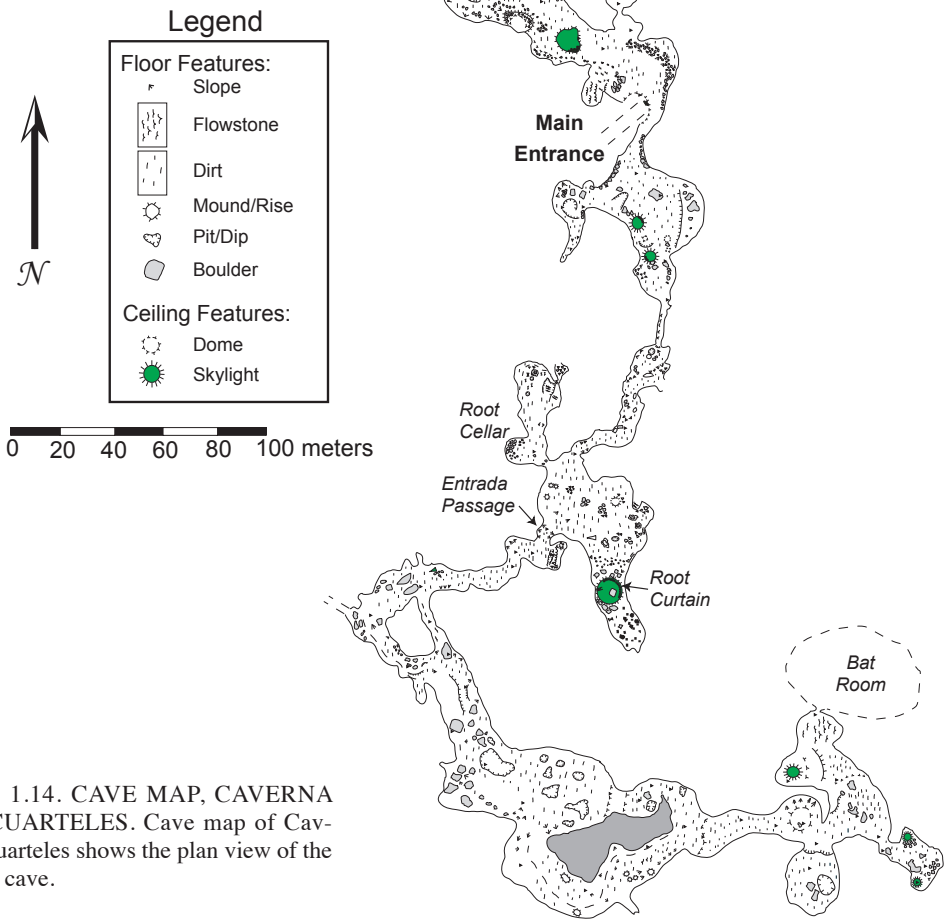 Legend
Floor Features:
Slope
Flowstone
Dirt
Mound/Rise
Pit/Dip
Boulder
Ceiling Features:
Dome
Skylight
N
0 20 40 60 80 100 meters
Main
Entrance
Root
Cellar
Entrada
Passage
Root
Curtain
Bat
Room
1.14. CAVE MAP, CAVERNA
CUARTELES. Cave map of Cav-
uarteles shows the plan view of the
cave.